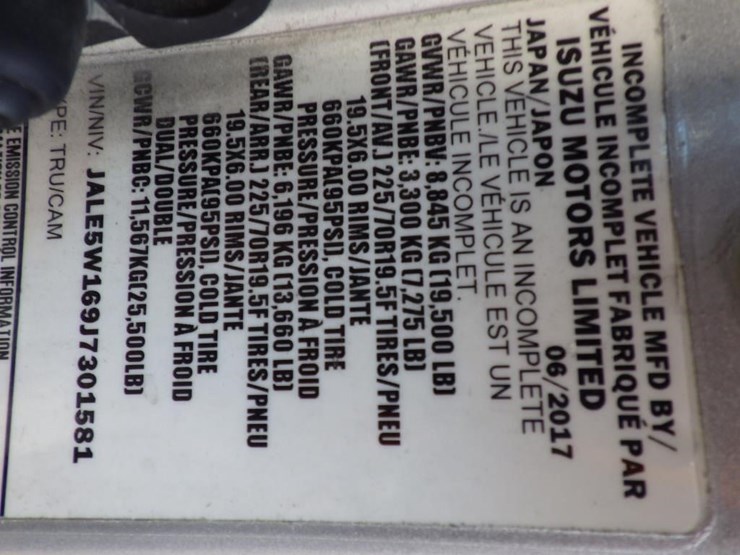 INCOMPLETE VEHICLE MFD BY/
VÉHICULE INCOMPLET FABRIQUÉ PAR
ISUZU MOTORS LIMITED
JAPAN/JAPON 06/2017
THIS VEHICLE IS AN INCOMPLETE
VEHICLE./LE VÉHICULE EST UN
VÉHICULE INCOMPLET.
GVWR/PNBV: 8,845 KG (19,500 LB)
GAWR/PNBE: 3,300 KG (7,275 LB)
(FRONT/AV.) 225/70R19.5F TIRES/PNEU
19.5X6.00 RIMS/JANTE
660KPA(95PSI), COLD TIRE
PRESSURE/PRESSION À FROID
GAWR/PNBE: 6,196 KG (13,660 LB)
(REAR/ARR.) 225/70R19.5F TIRES/PNEU
19.5X6.00 RIMS/JANTE
660KPA(95PSI), COLD TIRE
PRESSURE/PRESSION À FROID
DUAL/DOUBLE
GCWR/PNBC: 11,567KG(25,500LB)
VIN/NIV: JALE5W169J7301581
YPE: TRU/CAM
E EMISSION CONTROL INFORMATION